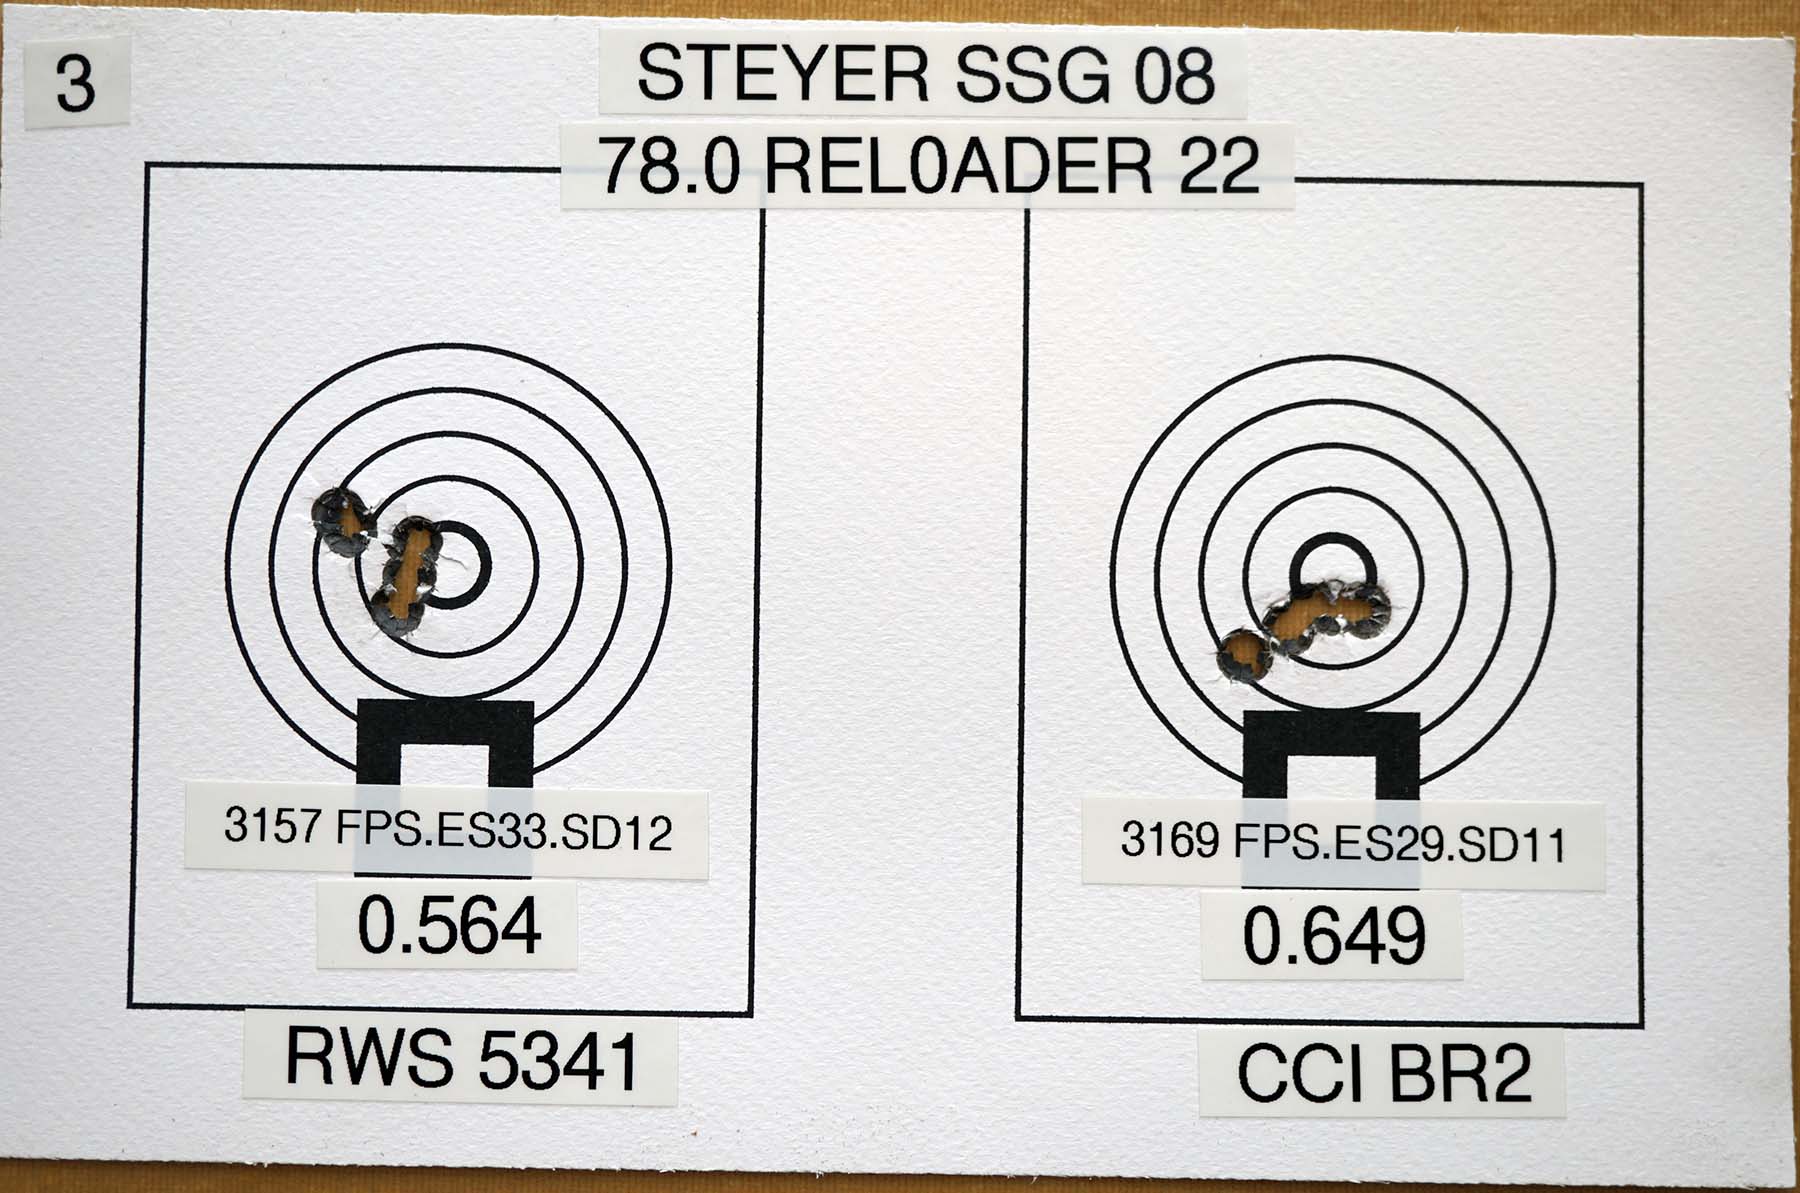 3
STEYER SSG 08
78.0 REL0ADER 22
3157 FPS.ES33.SD12
0.564
RWS 5341
3169 FPS.ES29.SD11
0.649
CCI BR2